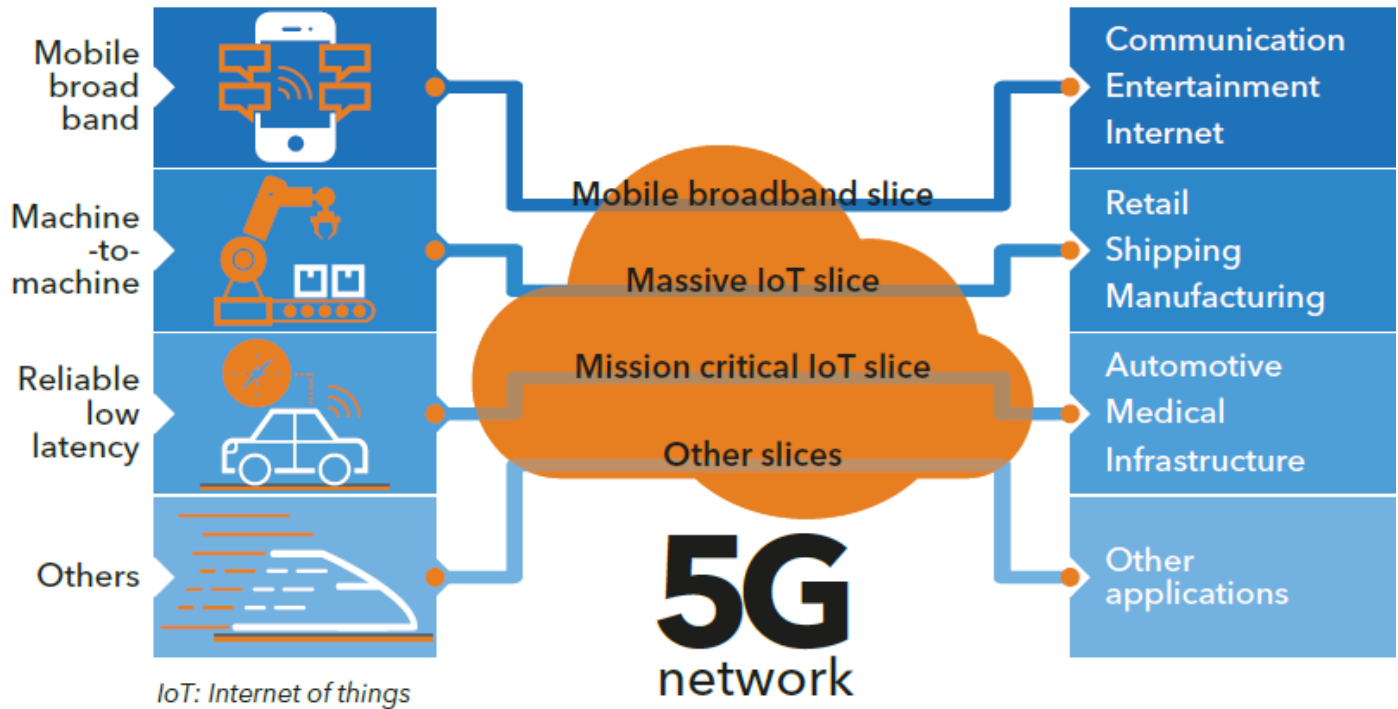 Mobile
broad
band
Machine
-to-
machine
Reliable
low
latency
Others
IoT: Internet of things
Mobile broadband slice
Massive IoT slice
Mission critical IoT slice
Other slices
5G
network
Communication
Entertainment
Internet
Retail
Shipping
Manufacturing
Automotive
Medical
Infrastructure
Other
applications